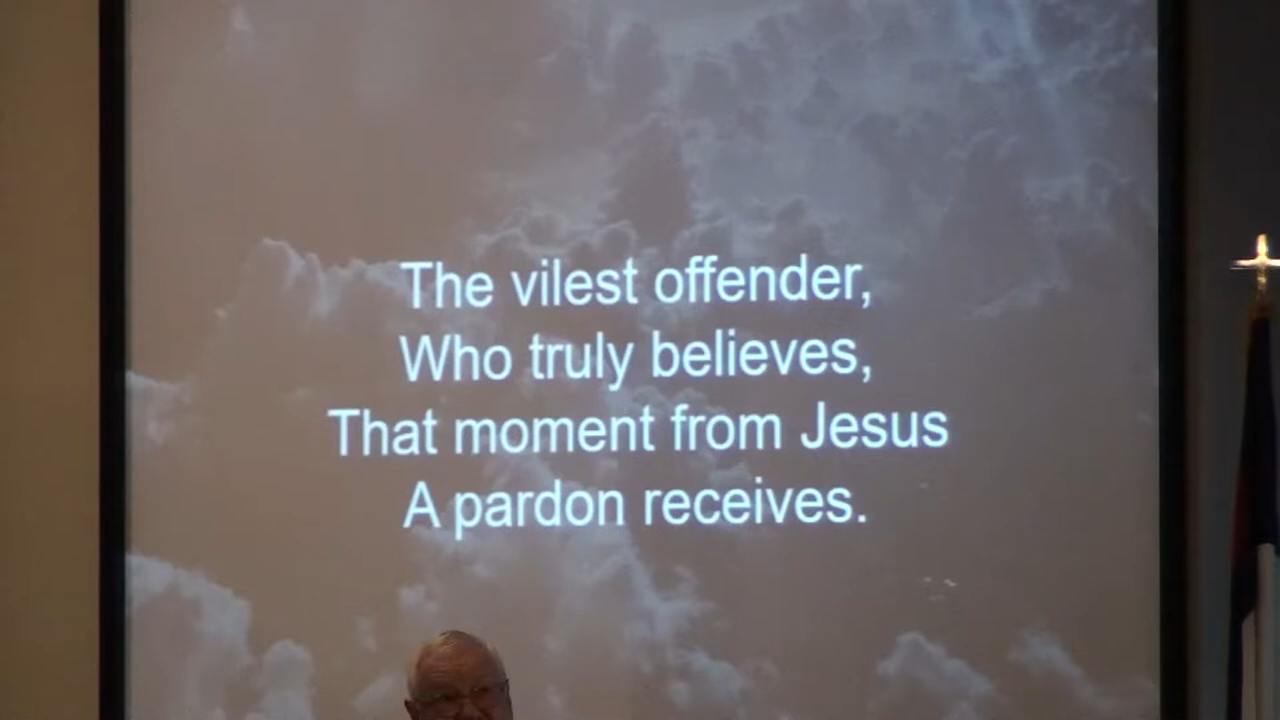 The vilest offender,
Who truly believes,
That moment from Jesus
A pardon receives.